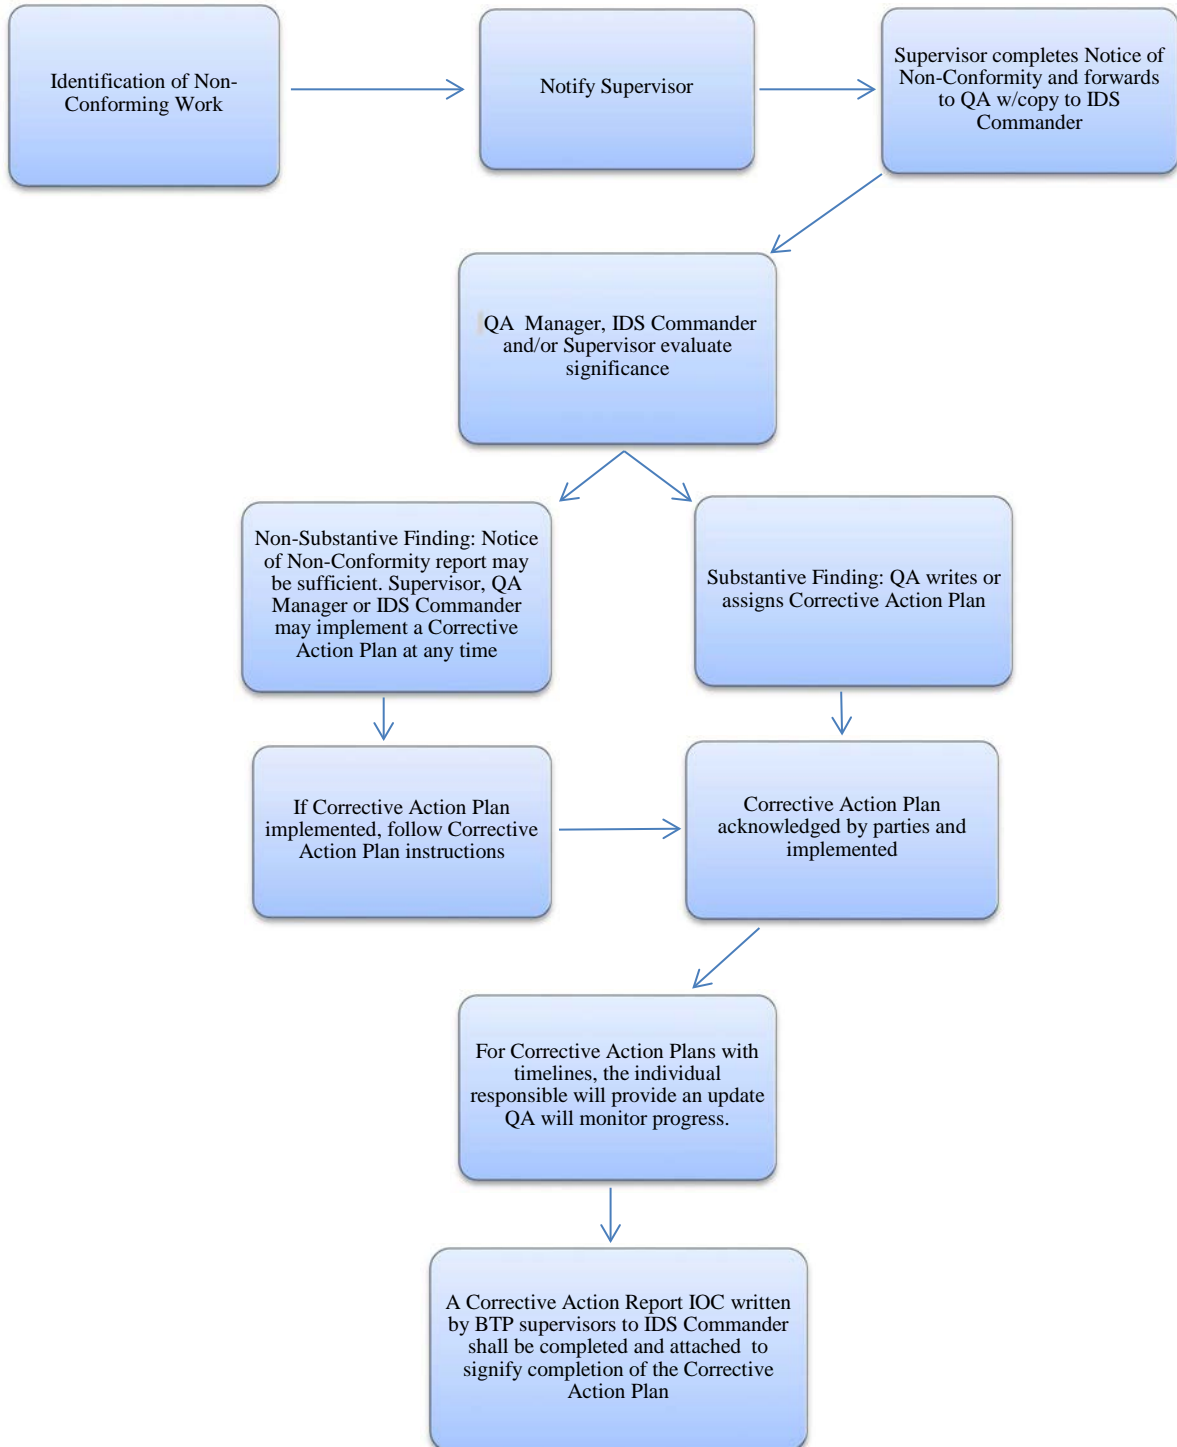 Identification of Non-
Conforming Work
Notify Supervisor
Supervisor completes Notice of
Non-Conformity and forwards
to QA w/copy to IDS
Commander
QA  Manager, IDS Commander
and/or Supervisor evaluate
significance
Non-Substantive Finding: Notice
of Non-Conformity report may
be sufficient. Supervisor, QA
Manager or IDS Commander
may implement a Corrective
Action Plan at any time
Substantive Finding: QA writes or
assigns Corrective Action Plan
If Corrective Action Plan
implemented, follow Corrective
Action Plan instructions
Corrective Action Plan
acknowledged by parties and
implemented
For Corrective Action Plans with
timelines, the individual
responsible will provide an update
QA will monitor progress.
A Corrective Action Report IOC written
by BTP supervisors to IDS Commander
shall be completed and attached  to
signify completion of the Corrective
Action Plan